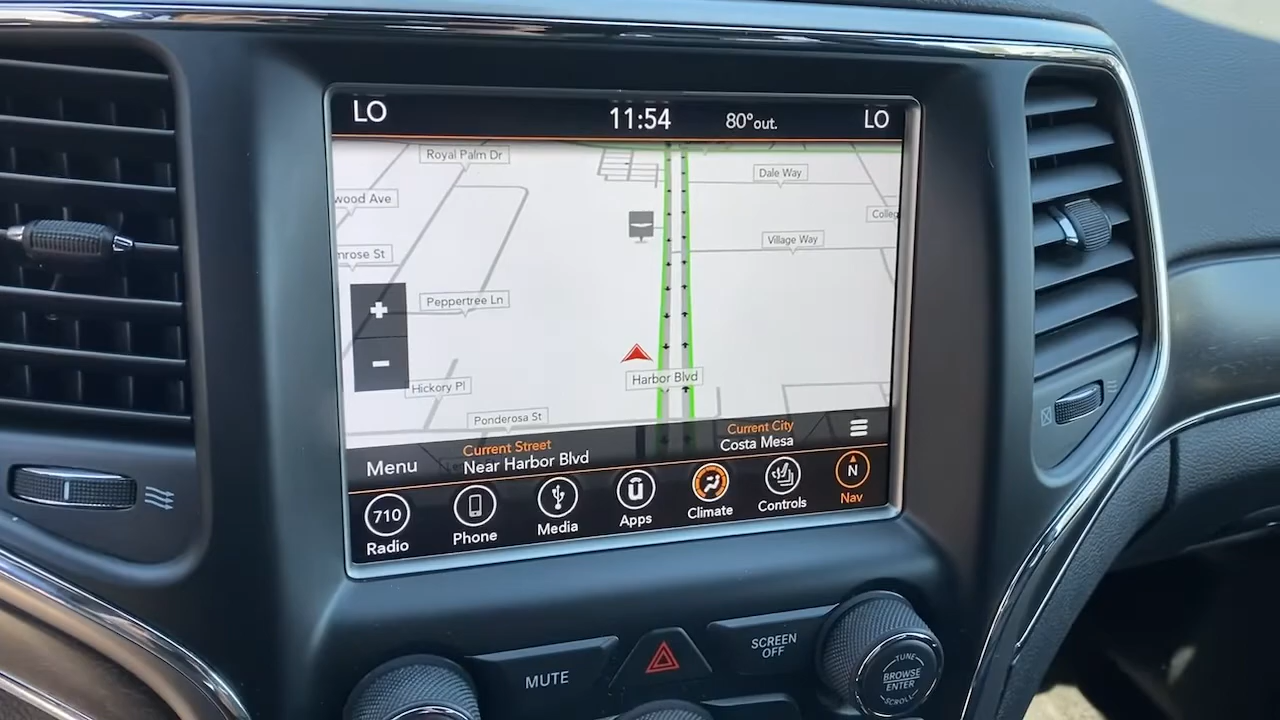 LO
11:54
80° out.
LO
Royal Palm Dr
Dale Way
wood Ave
Colleg
Village Way
nrose St
Peppertree Ln
+
-
Harbor Blvd
Hickory Pl
Ponderosa St
Menu
Current Street
Near Harbor Blvd
Current City
Costa Mesa
710
Radio
Phone
Media
Apps
Climate
Controls
N
Nav
MUTE
SCREEN
OFF
TUNE
BROWSE
ENTER
SCROLL